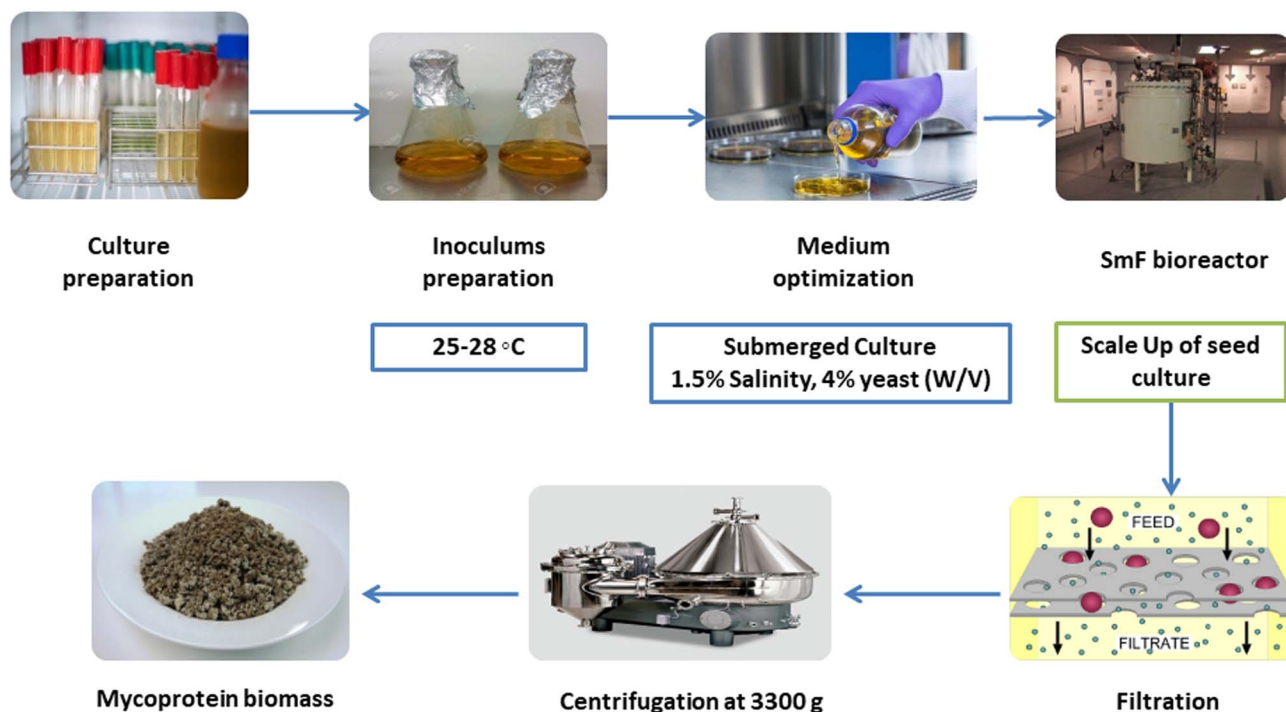 Culture
preparation
Inoculums
preparation
Medium
optimization
SmF bioreactor
25-28 °C
Submerged Culture
1.5% Salinity, 4% yeast (W/V)
Scale Up of seed
culture
FEED
FILTRATE
Mycoprotein biomass
Centrifugation at 3300 g
Filtration